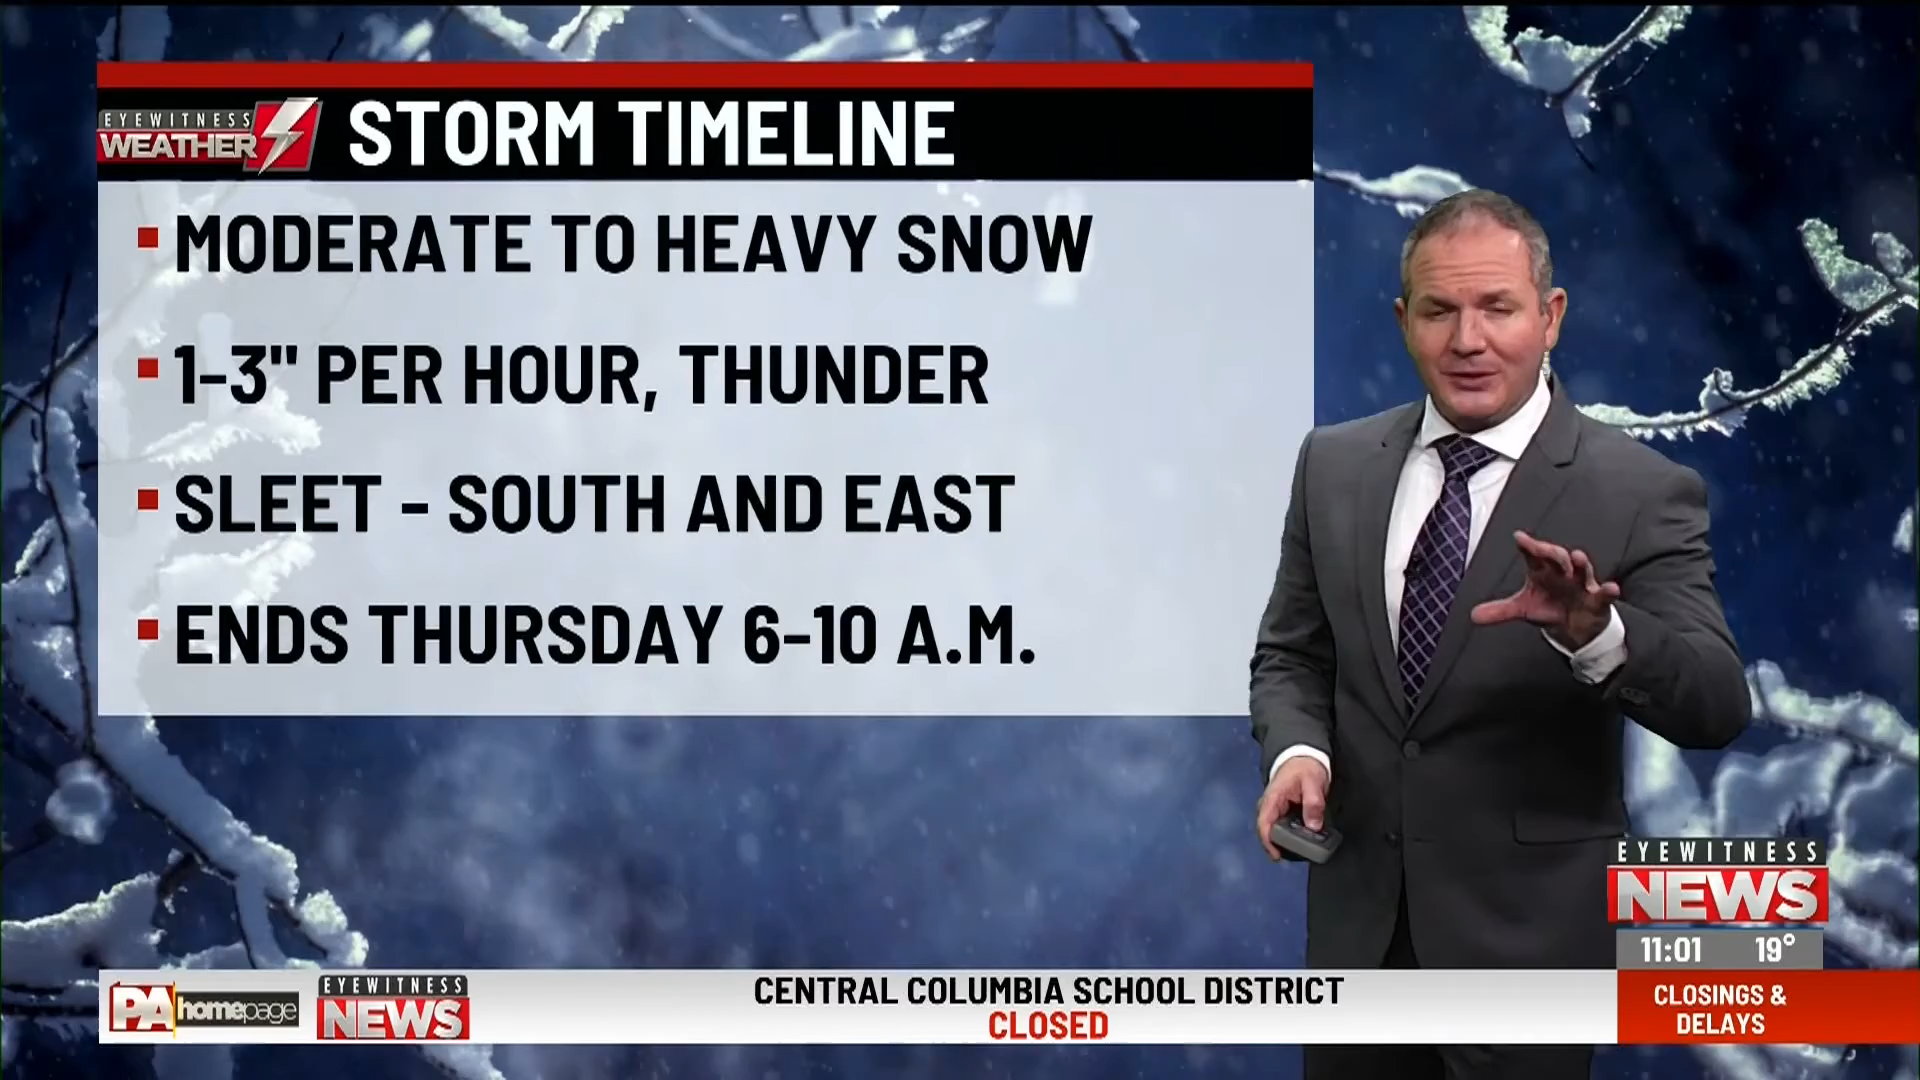 EYEWITNESS
WEATHER
STORM TIMELINE
MODERATE TO HEAVY SNOW
1-3" PER HOUR, THUNDER
SLEET - SOUTH AND EAST
ENDS THURSDAY 6-10 A.M.
EYEWITNESS
NEWS
11:01 19°
PA homepage
EYEWITNESS
NEWS
CENTRAL COLUMBIA SCHOOL DISTRICT
CLOSED
CLOSINGS &
DELAYS